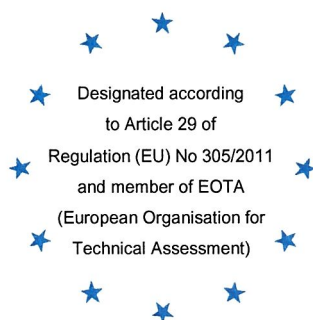 Designated according
to Article 29 of
Regulation (EU) No 305/2011
and member of EOTA
(European Organisation for
Technical Assessment)